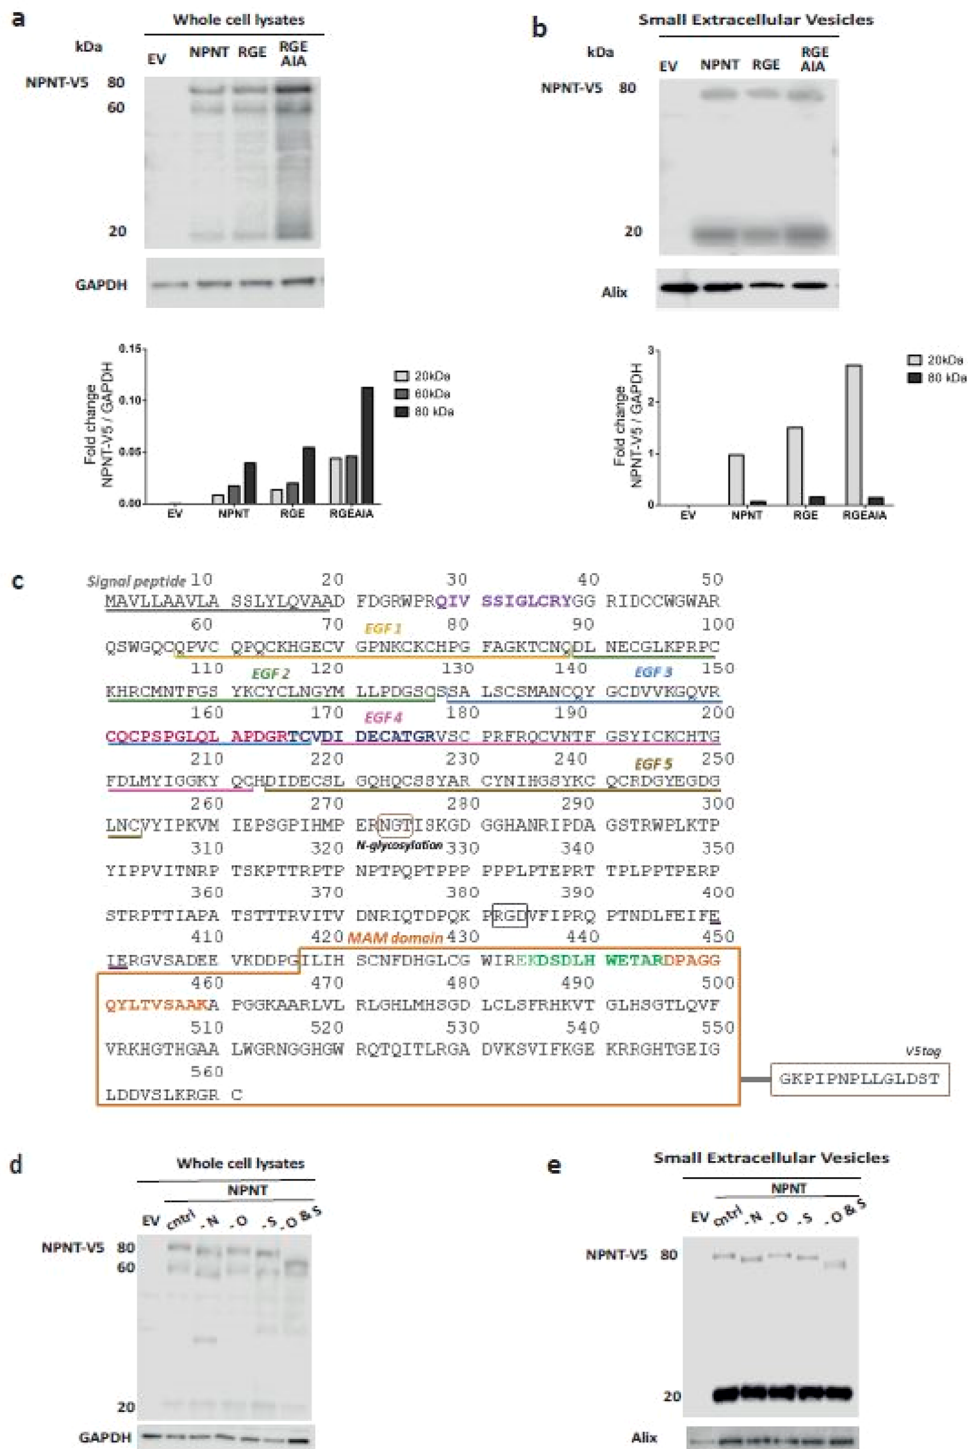 a
Whole cell lysates
kDa
EV NPNT RGE RGE AIA
NPNT-V5 80
60
20
GAPDH
Fold change
NPNT-V5 / GAPDH
0.15
0.10
0.05
0.00
EV NPNT RGE RGEAIA
20kDa
60kDa
80 kDa
b
Small Extracellular Vesicles
kDa
EV NPNT RGE RGE AIA
NPNT-V5 80
20
Alix
Fold change
NPNT-V5 / GAPDH
3
2
1
0
EV NPNT RGE RGEAIA
20kDa
80 kDa
c
Signal peptide 10 20 30 40 50
MAVLLAAVLA SSLYLQVAAD FDGRWPRQIV SSIGLCRYGG RIDCCWGWAR
60 70 EGF 1 80 90 100
QSWGQCQPVC QPQCKHGECV GPNKCKCHPG FAGKTCNQDL NECGLKPRPC
110 EGF 2 120 130 140 EGF 3 150
KHRCMNTFGS YKCYCLNGYM LLPDGSCSSA LSCSMANCQY GCDVVKGQVR
160 170 EGF 4 180 190 200
CQCPSPGLQL APDGRTCVDI DECATGRVSC PRFRQCVNTF GSYICKCHTG
210 220 230 240 EGF 5 250
FDLMYIGGKY QCHDIDECSL GQHQCSSYAR CYNIHGSYKC QCRDGYEGDG
260 270 280 290 300
LNCVYIPKVM IEPSGPIHMP ERNGTISKGD GGHANRIPDA GSTRWPLKTP
310 320 N-glycosylation 330 340 350
YIPPVITNRP TSKPTTRPTP NPTPQPTPPP PPPLPTEPRT TPLPPTPERP
360 370 380 390 400
STRPTTIAPA TSTTTRVITV DNRIQTDPQK PRGDVFIPRQ PTNDLFEIFE
410 420 MAM domain 430 440 450
IERGVSADEE VKDDPGILIH SCNFDHGLCG WIREKDSDLH WETARDPAGG
460 470 480 490 500
QYLTVSAAKA PGGKAARLVL RLGHLMHSGD LCLSFRHKVT GLHSGTLQVF
510 520 530 540 550
VRKHGTHGAA LWGRNGGHGW RQTQITLRGA DVKSVIFKGE KRRGHTGEIG
560
LDDVSLKRGR C
V5tag
GKPIPNPLLGLDST
d
Whole cell lysates
NPNT
EV cntrl -N -O -S -O & S
NPNT-V5 80
60
20
GAPDH
e
Small Extracellular Vesicles
NPNT
EV cntrl -N -O -S -O & S
NPNT-V5 80
20
Alix